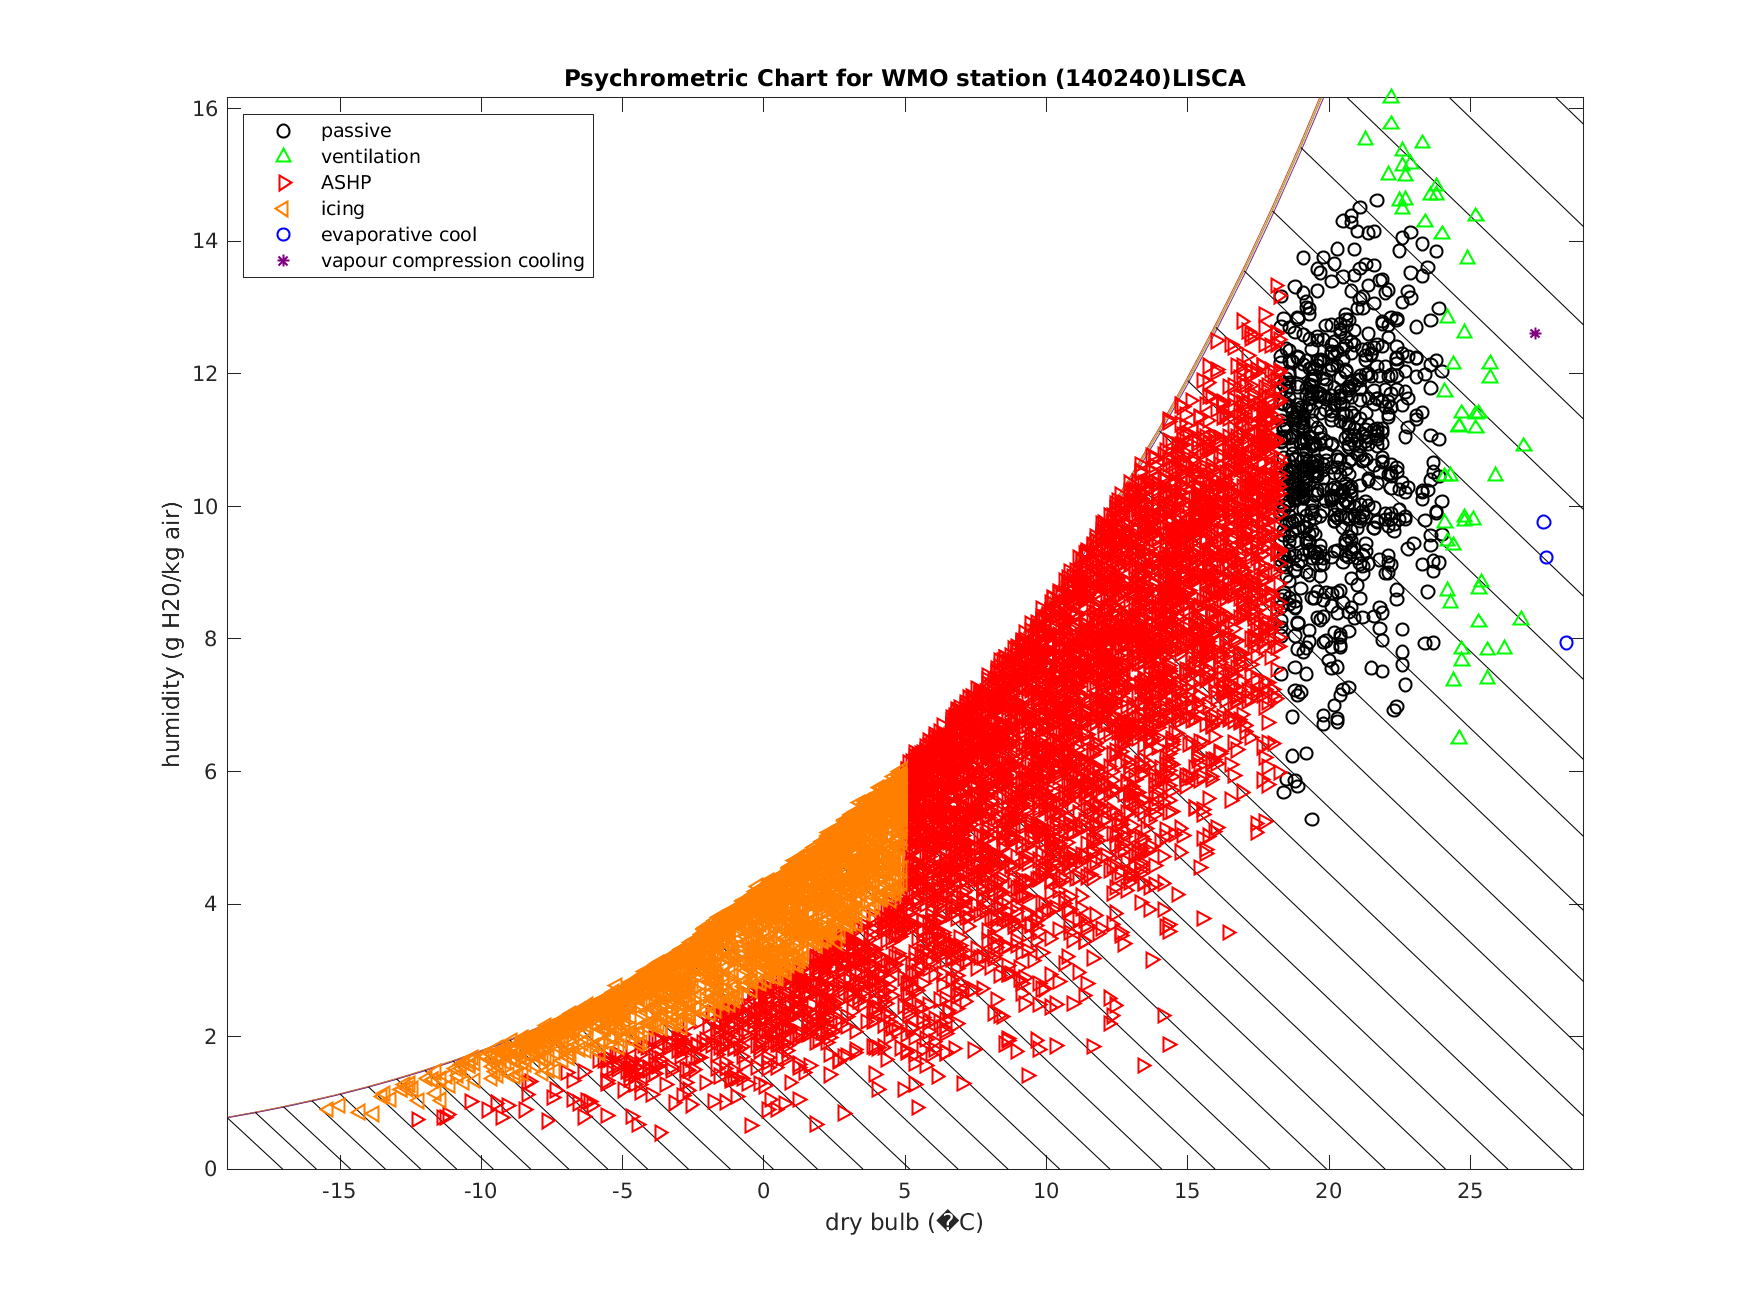 Psychrometric Chart for WMO station (140240)LISCA
16
14
12
10
8
6
4
2
0
humidity (g H20/kg air)
passive
ventilation
ASHP
icing
evaporative cool
vapour compression cooling
-15 -10 -5 0 5 10 15 20 25
dry bulb (�C)